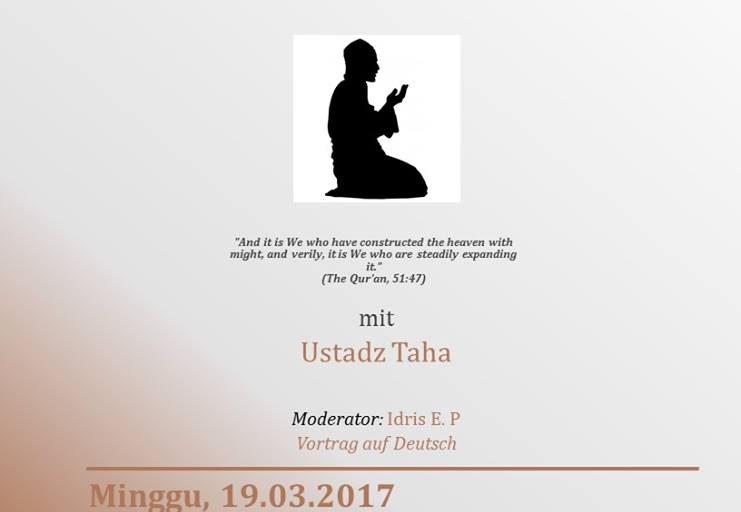 "And it is We who have constructed the heaven with
might, and verily, it is We who are steadily expanding
it."
(The Qur'an, 51:47)
mit
Ustadz Taha
Moderator: Idris E. P
Vortrag auf Deutsch
Minggu, 19.03.2017